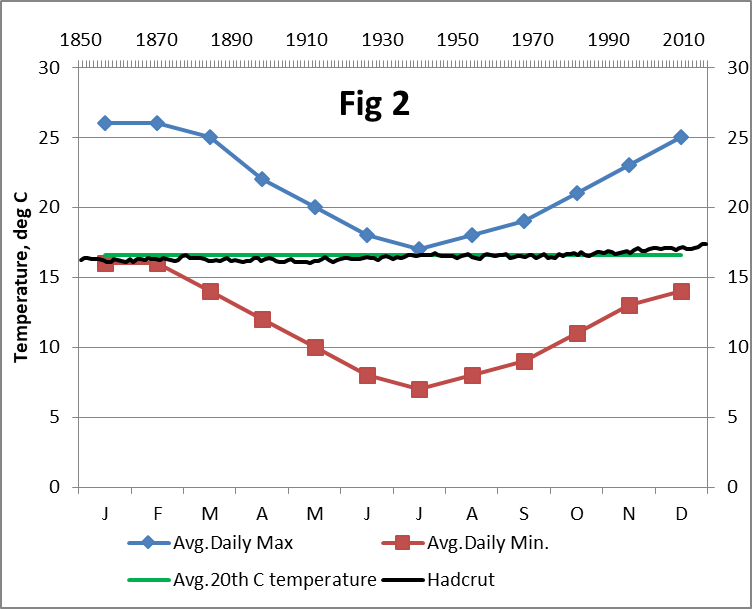 1850 1870 1890 1910 1930 1950 1970 1990 2010
Fig 2
Temperature, deg C
30 30
25 25
20 20
15 15
10 10
5 5
0 0
J F M A M J J A S O N D
Avg.Daily Max Avg.Daily Min.
Avg.20th C temperature Hadcrut